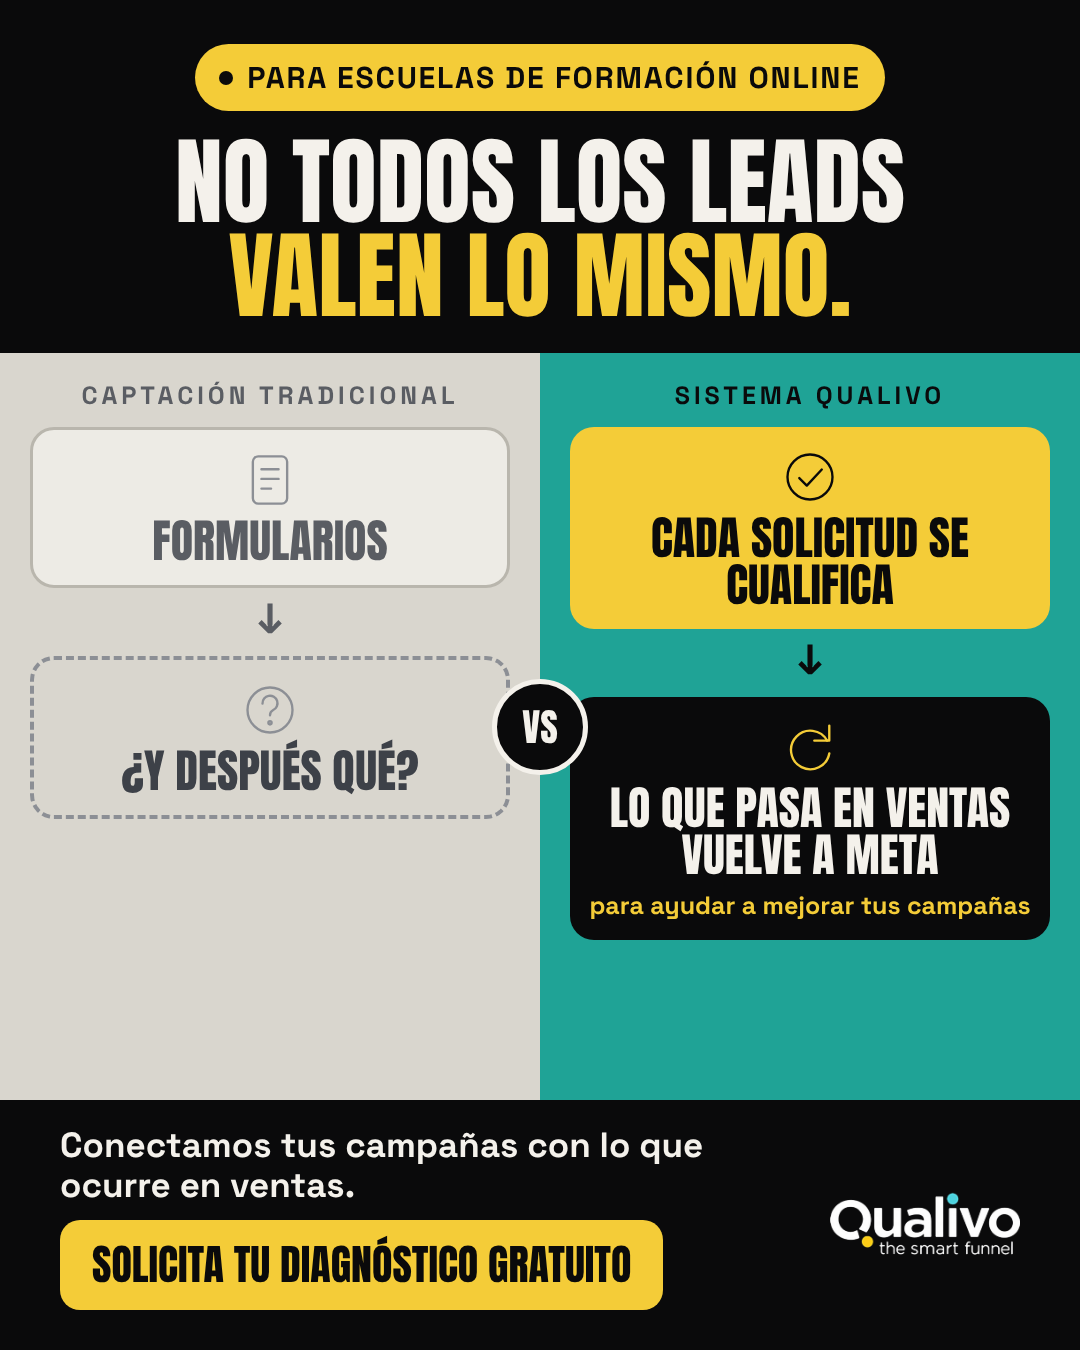 • PARA ESCUELAS DE FORMACIÓN ONLINE
NO TODOS LOS LEADS
VALEN LO MISMO.
CAPTACIÓN TRADICIONAL
FORMULARIOS
↓
?
¿Y DESPUÉS QUÉ?
VS
SISTEMA QUALIVO
CADA SOLICITUD SE
CUALIFICA
↓
LO QUE PASA EN VENTAS
VUELVE A META
para ayudar a mejorar tus campañas
Conectamos tus campañas con lo que
ocurre en ventas.
SOLICITA TU DIAGNÓSTICO GRATUITO
Qualivo
the smart funnel